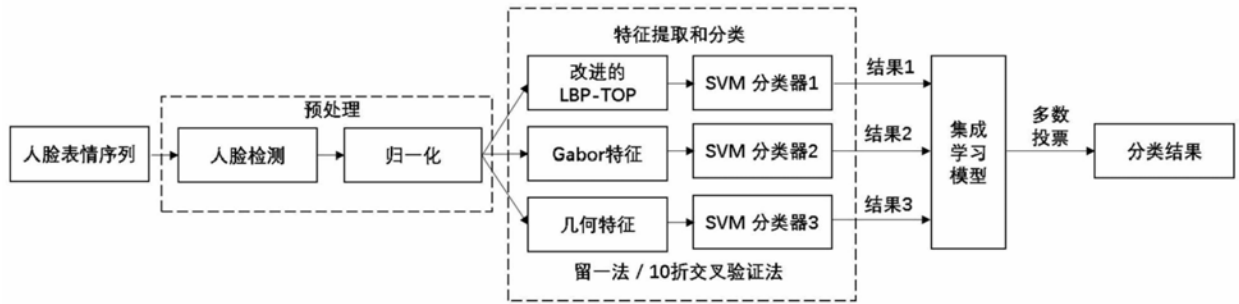 人脸表情序列
预处理
人脸检测
归一化
特征提取和分类
改进的
LBP-TOP
SVM 分类器1
Gabor特征
SVM 分类器2
几何特征
SVM 分类器3
留一法 / 10折交叉验证法
结果1
结果2
结果3
集成
学习
模型
多数
投票
分类结果